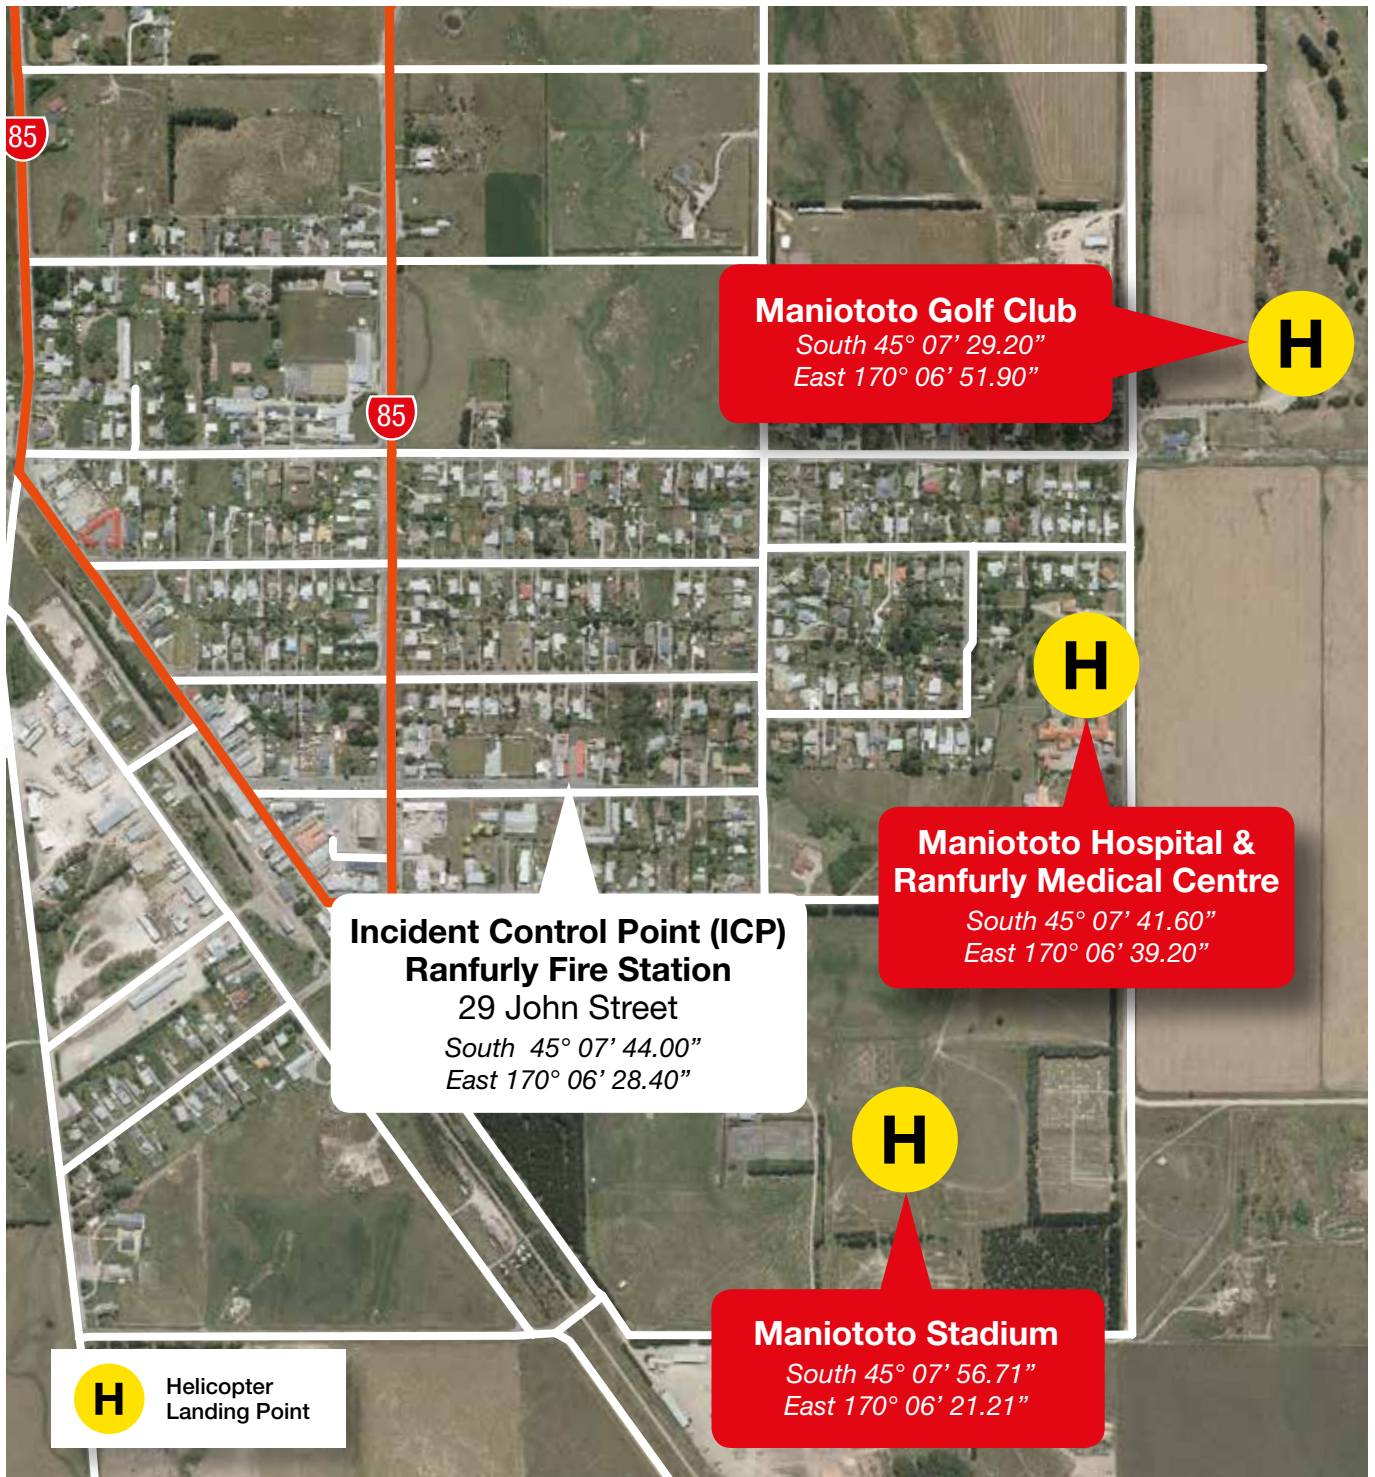 85
85
Maniototo Golf Club
South 45° 07’ 29.20”
East 170° 06’ 51.90”
H
H
Maniototo Hospital &
Ranfurly Medical Centre
South 45° 07’ 41.60”
East 170° 06’ 39.20”
Incident Control Point (ICP)
Ranfurly Fire Station
29 John Street
South 45° 07’ 44.00”
East 170° 06’ 28.40”
H
Maniototo Stadium
South 45° 07’ 56.71”
East 170° 06’ 21.21”
H
Helicopter
Landing Point